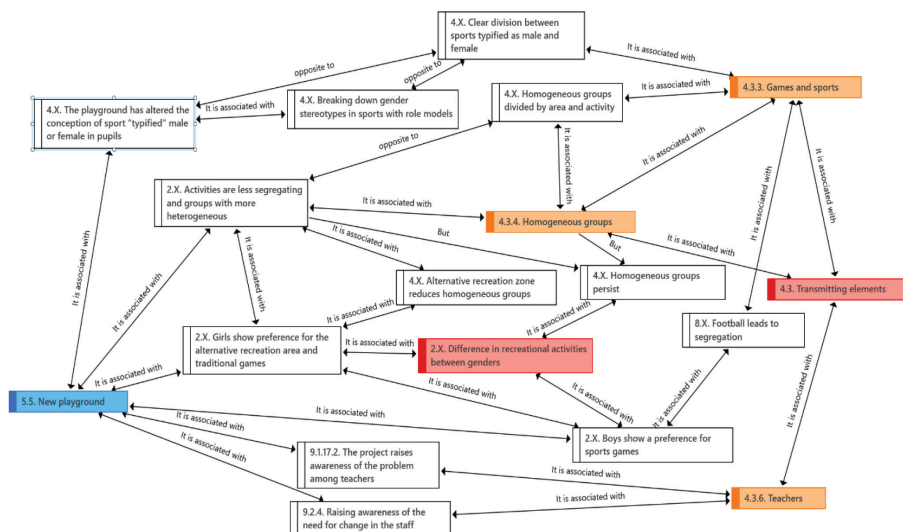 4.X. Clear division between
sports typified as male and
female
It is associated with
opposite to
opposite to
4.3.3. Games and sports
4.X. The playground has altered the
conception of sport "typified" male
or female in pupils
It is associated with
4.X. Breaking down gender
stereotypes in sports with role models
4.X. Homogeneous groups
divided by area and activity
It is associated with
opposite to
It is associated with
It is associated with
It is associated with
It is associated with
2.X. Activities are less segregating
and groups with more
heterogeneous
It is associated with
4.3.4. Homogeneous groups
But
But
It is associated with
It is associated with
It is associated with
It is associated with
It is associated with
4.X. Alternative recreation zone
reduces homogeneous groups
4.X. Homogeneous groups
persist
4.3. Transmitting elements
2.X. Girls show preference for the
alternative recreation area and
traditional games
It is associated with
It is associated with
2.X. Difference in recreational activities
between genders
It is associated with
8.X. Football leads to
segregation
It is associated with
5.5. New playground
It is associated with
It is associated with
It is associated with
It is associated with
It is associated with
It is associated with
2.X. Boys show a preference for
sports games
It is associated with
It is associated with
9.1.17.2. The project raises
awareness of the problem
among teachers
It is associated with
4.3.6. Teachers
9.2.4. Raising awareness of the
need for change in the staff
It is associated with